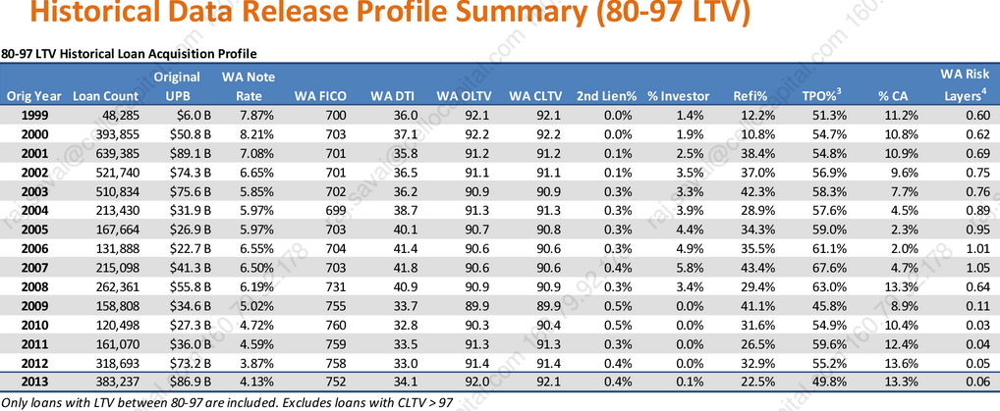 Historical Data Release Profile Summary (80-97 LTV)
80-97 LTV Historical Loan Acquisition Profile
Orig Year Loan Count Original UPB WA Note Rate WA FICO WA DTI WA OLTV WA CLTV 2nd Lien% % Investor Refi% TPO%3 % CA WA Risk Layers4
1999 48,285 $6.0 B 7.87% 700 36.0 92.1 92.1 0.0% 1.4% 12.2% 51.3% 11.2% 0.60
2000 393,855 $50.8 B 8.21% 703 37.1 92.2 92.2 0.0% 1.9% 10.8% 54.7% 10.8% 0.62
2001 639,385 $89.1 B 7.08% 701 35.8 91.2 91.2 0.1% 2.5% 38.4% 54.8% 10.9% 0.69
2002 521,740 $74.3 B 6.65% 701 36.5 91.1 91.1 0.1% 3.5% 37.0% 56.9% 9.6% 0.75
2003 510,834 $75.6 B 5.85% 702 36.2 90.9 90.9 0.3% 3.3% 42.3% 58.3% 7.7% 0.76
2004 213,430 $31.9 B 5.97% 699 38.7 91.3 91.3 0.3% 3.9% 28.9% 57.6% 4.5% 0.89
2005 167,664 $26.9 B 5.97% 703 40.1 90.7 90.8 0.3% 4.4% 34.3% 59.0% 2.3% 0.95
2006 131,888 $22.7 B 6.55% 704 41.4 90.6 90.6 0.3% 4.9% 35.5% 61.1% 2.0% 1.01
2007 215,098 $41.3 B 6.50% 703 41.8 90.6 90.6 0.4% 5.8% 43.4% 67.6% 4.7% 1.05
2008 262,361 $55.8 B 6.19% 731 40.9 90.9 90.9 0.3% 3.4% 29.4% 63.0% 13.3% 0.64
2009 158,808 $34.6 B 5.02% 755 33.7 89.9 89.9 0.5% 0.0% 41.1% 45.8% 8.9% 0.11
2010 120,498 $27.3 B 4.72% 760 32.8 90.3 90.4 0.5% 0.0% 31.6% 54.9% 10.4% 0.03
2011 161,070 $36.0 B 4.59% 759 33.5 91.3 91.3 0.3% 0.0% 26.5% 59.6% 12.4% 0.04
2012 318,693 $73.2 B 3.87% 758 33.0 91.4 91.4 0.4% 0.0% 32.9% 55.2% 13.6% 0.05
2013 383,237 $86.9 B 4.13% 752 34.1 92.0 92.1 0.4% 0.1% 22.5% 49.8% 13.3% 0.06
Only loans with LTV between 80-97 are included. Excludes loans with CLTV > 97